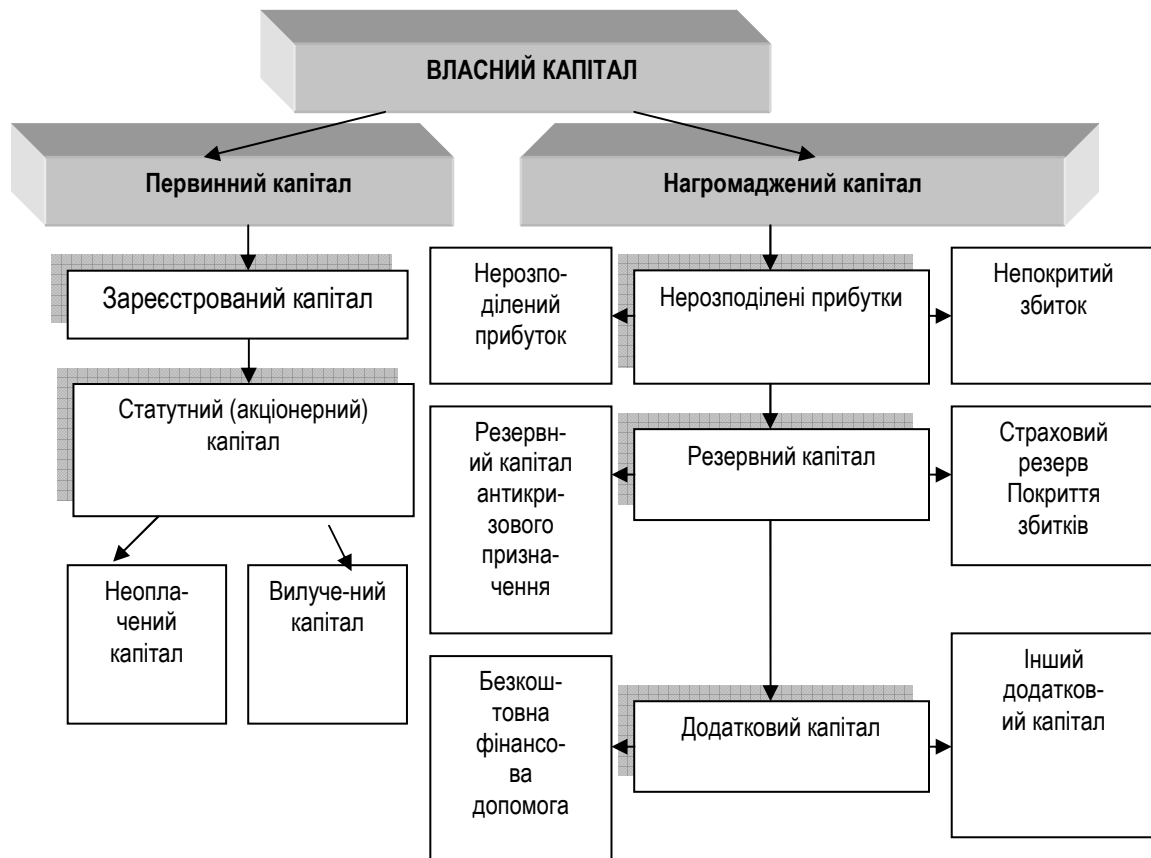 ВЛАСНИЙ КАПІТАЛ
Первинний капітал
Нагромаджений капітал
Зареєстрований капітал
Статутний (акціонерний)
капітал
Неопла-
чений
капітал
Вилуче-ний
капітал
Нерозпо-
ділений
прибуток
Нерозподілені прибутки
Непокритий
збиток
Резерв-
ий капітал
антикри-
зового
призна-
чення
Резервний капітал
Страховий
резерв
Покриття
збитків
Безкош-
товна
фінансо-
ва
допомога
Додатковий капітал
Інший
додатков-
ий капітал